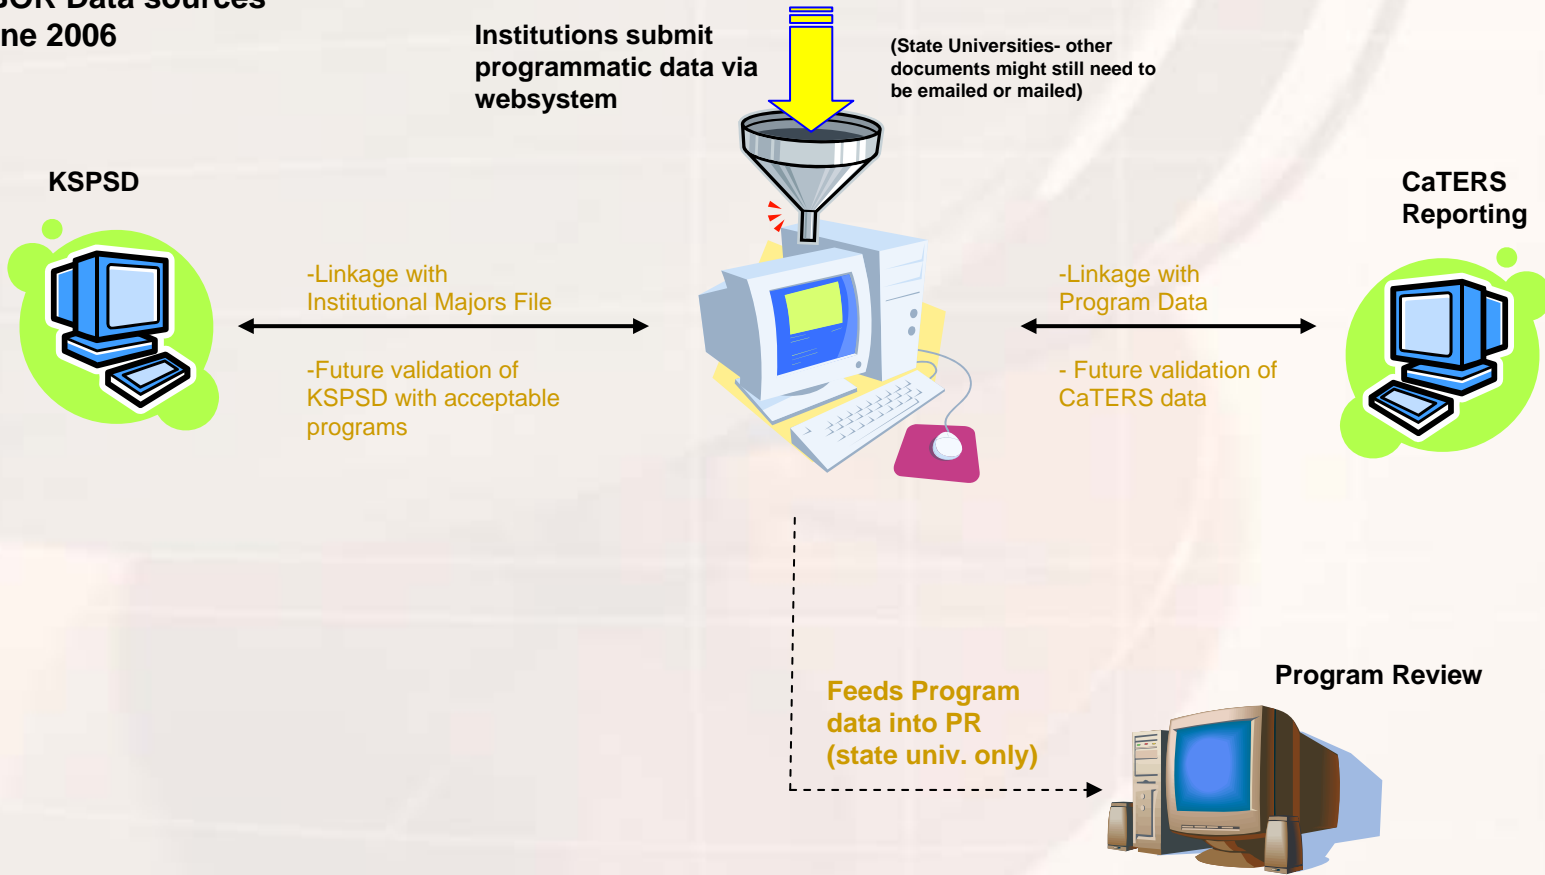 Data sources
2006
Institutions submit
programmatic data via
websystem
(State Universities- other
documents might still need to
be emailed or mailed)
KSPSD
CaTERS
Reporting
-Linkage with
Institutional Majors File
-Future validation of
KSPSD with acceptable
programs
-Linkage with
Program Data
- Future validation of
CaTERS data
Feeds Program
data into PR
(state univ. only)
Program Review